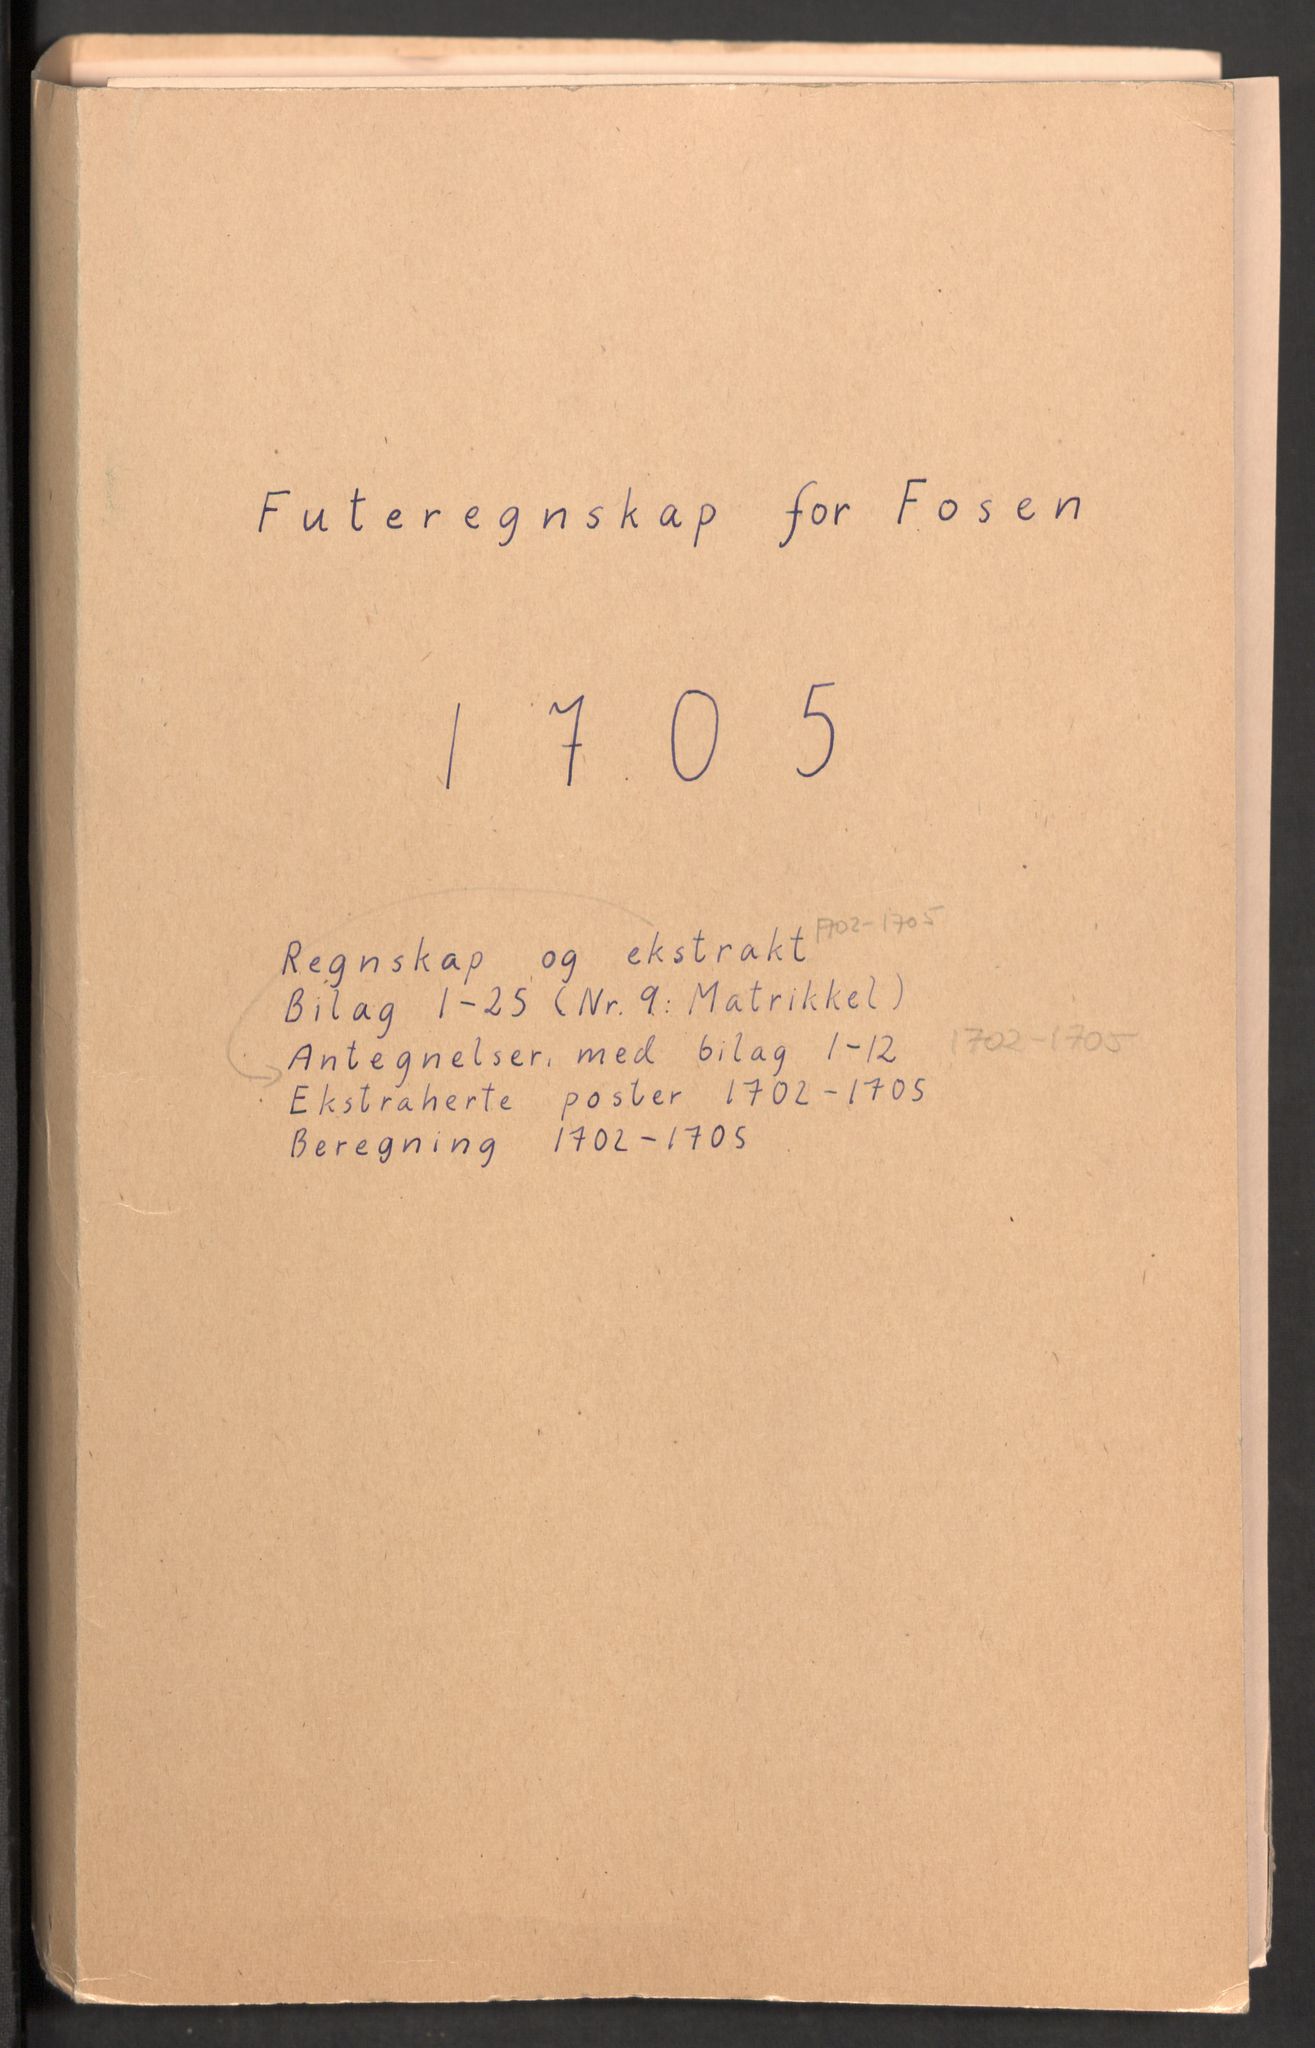 Futeregnskap for Fosen
1705
Regnskap og ekstrakt 1702-1705
Bilag 1-25 (Nr. 9: Matrikkel)
Antegnelser. med bilag 1-12 1702-1705
Ekstraherte poster 1702-1705
Beregning 1702-1705